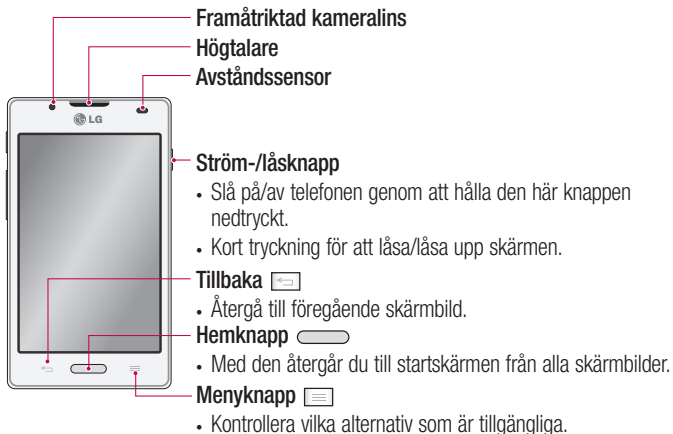 Framåtriktad kameralins
Högtalare
Avståndssensor
LG
Ström-/låsknapp
• Slå på/av telefonen genom att hålla den här knappen
nedtryckt.
• Kort tryckning för att låsa/låsa upp skärmen.
Tillbaka
• Återgå till föregående skärmbild.
Hemknapp
• Med den återgår du till startskärmen från alla skärmbilder.
Menyknapp
• Kontrollera vilka alternativ som är tillgängliga.